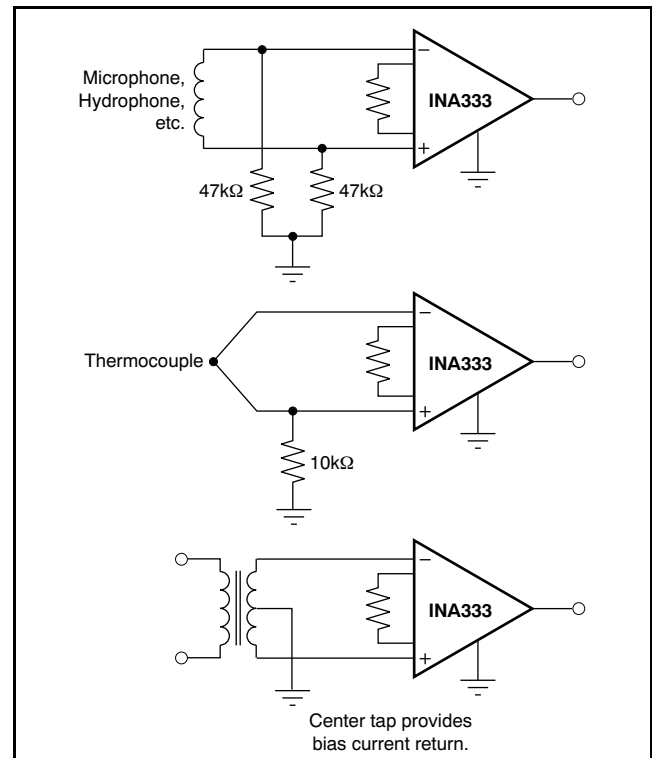 Microphone,
Hydrophone,
etc.
−
INA333
+
47kΩ
47kΩ
−
Thermocouple
INA333
+
10kΩ
−
INA333
+
Center tap provides
bias current return.